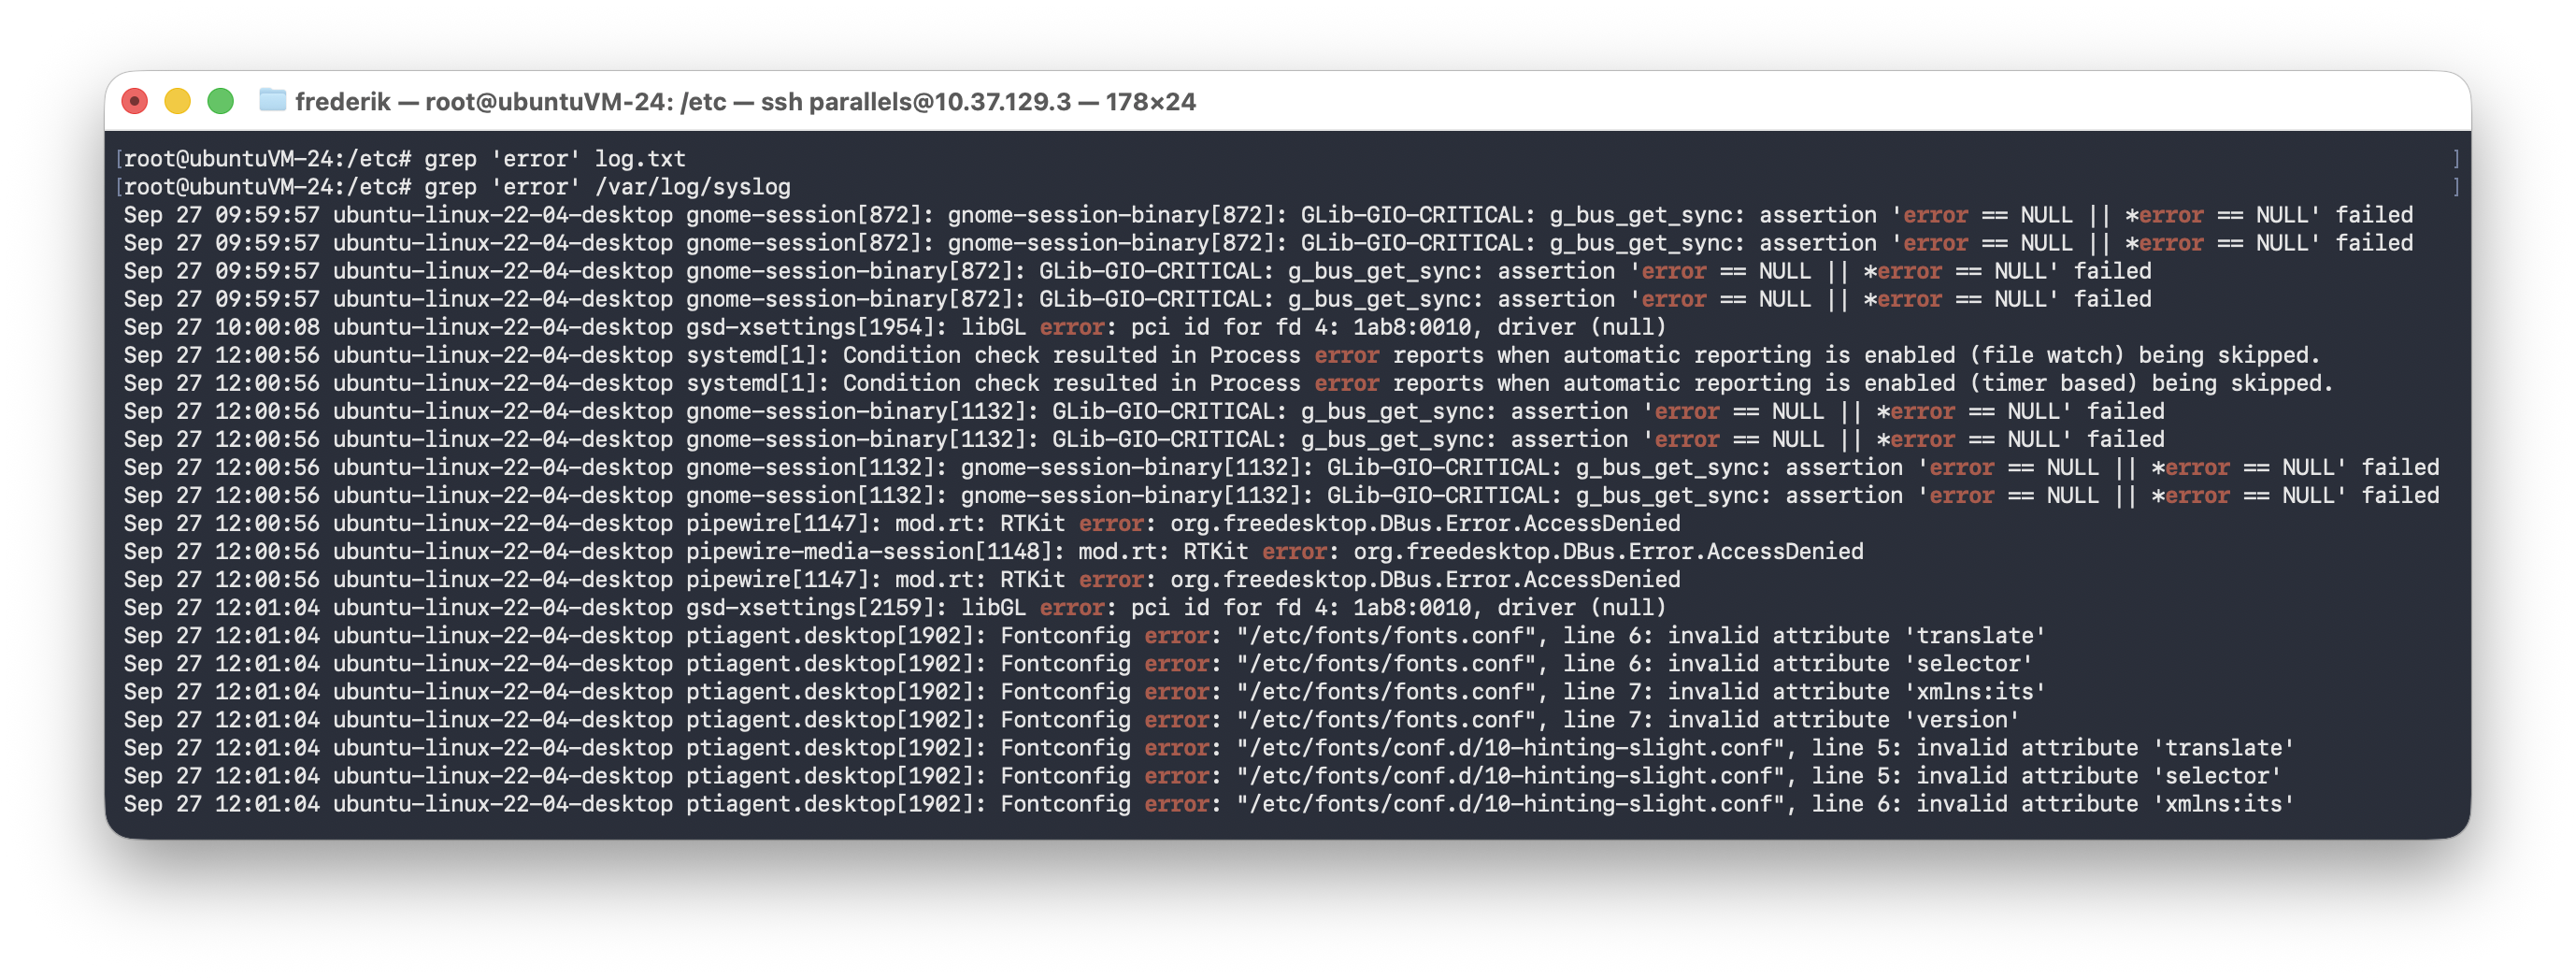 frederik — root@ubuntuVM-24: /etc — ssh parallels@10.37.129.3 — 178×24
[root@ubuntuVM-24:/etc# grep 'error' log.txt ]
[root@ubuntuVM-24:/etc# grep 'error' /var/log/syslog ]
Sep 27 09:59:57 ubuntu-linux-22-04-desktop gnome-session[872]: gnome-session-binary[872]: GLib-GIO-CRITICAL: g_bus_get_sync: assertion 'error == NULL || *error == NULL' failed
Sep 27 09:59:57 ubuntu-linux-22-04-desktop gnome-session[872]: gnome-session-binary[872]: GLib-GIO-CRITICAL: g_bus_get_sync: assertion 'error == NULL || *error == NULL' failed
Sep 27 09:59:57 ubuntu-linux-22-04-desktop gnome-session-binary[872]: GLib-GIO-CRITICAL: g_bus_get_sync: assertion 'error == NULL || *error == NULL' failed
Sep 27 09:59:57 ubuntu-linux-22-04-desktop gnome-session-binary[872]: GLib-GIO-CRITICAL: g_bus_get_sync: assertion 'error == NULL || *error == NULL' failed
Sep 27 10:00:08 ubuntu-linux-22-04-desktop gsd-xsettings[1954]: libGL error: pci id for fd 4: 1ab8:0010, driver (null)
Sep 27 12:00:56 ubuntu-linux-22-04-desktop systemd[1]: Condition check resulted in Process error reports when automatic reporting is enabled (file watch) being skipped.
Sep 27 12:00:56 ubuntu-linux-22-04-desktop systemd[1]: Condition check resulted in Process error reports when automatic reporting is enabled (timer based) being skipped.
Sep 27 12:00:56 ubuntu-linux-22-04-desktop gnome-session-binary[1132]: GLib-GIO-CRITICAL: g_bus_get_sync: assertion 'error == NULL || *error == NULL' failed
Sep 27 12:00:56 ubuntu-linux-22-04-desktop gnome-session-binary[1132]: GLib-GIO-CRITICAL: g_bus_get_sync: assertion 'error == NULL || *error == NULL' failed
Sep 27 12:00:56 ubuntu-linux-22-04-desktop gnome-session[1132]: gnome-session-binary[1132]: GLib-GIO-CRITICAL: g_bus_get_sync: assertion 'error == NULL || *error == NULL' failed
Sep 27 12:00:56 ubuntu-linux-22-04-desktop gnome-session[1132]: gnome-session-binary[1132]: GLib-GIO-CRITICAL: g_bus_get_sync: assertion 'error == NULL || *error == NULL' failed
Sep 27 12:00:56 ubuntu-linux-22-04-desktop pipewire[1147]: mod.rt: RTKit error: org.freedesktop.DBus.Error.AccessDenied
Sep 27 12:00:56 ubuntu-linux-22-04-desktop pipewire-media-session[1148]: mod.rt: RTKit error: org.freedesktop.DBus.Error.AccessDenied
Sep 27 12:00:56 ubuntu-linux-22-04-desktop pipewire[1147]: mod.rt: RTKit error: org.freedesktop.DBus.Error.AccessDenied
Sep 27 12:01:04 ubuntu-linux-22-04-desktop gsd-xsettings[2159]: libGL error: pci id for fd 4: 1ab8:0010, driver (null)
Sep 27 12:01:04 ubuntu-linux-22-04-desktop ptiagent.desktop[1902]: Fontconfig error: "/etc/fonts/fonts.conf", line 6: invalid attribute 'translate'
Sep 27 12:01:04 ubuntu-linux-22-04-desktop ptiagent.desktop[1902]: Fontconfig error: "/etc/fonts/fonts.conf", line 6: invalid attribute 'selector'
Sep 27 12:01:04 ubuntu-linux-22-04-desktop ptiagent.desktop[1902]: Fontconfig error: "/etc/fonts/fonts.conf", line 7: invalid attribute 'xmlns:its'
Sep 27 12:01:04 ubuntu-linux-22-04-desktop ptiagent.desktop[1902]: Fontconfig error: "/etc/fonts/fonts.conf", line 7: invalid attribute 'version'
Sep 27 12:01:04 ubuntu-linux-22-04-desktop ptiagent.desktop[1902]: Fontconfig error: "/etc/fonts/conf.d/10-hinting-slight.conf", line 5: invalid attribute 'translate'
Sep 27 12:01:04 ubuntu-linux-22-04-desktop ptiagent.desktop[1902]: Fontconfig error: "/etc/fonts/conf.d/10-hinting-slight.conf", line 5: invalid attribute 'selector'
Sep 27 12:01:04 ubuntu-linux-22-04-desktop ptiagent.desktop[1902]: Fontconfig error: "/etc/fonts/conf.d/10-hinting-slight.conf", line 6: invalid attribute 'xmlns:its'